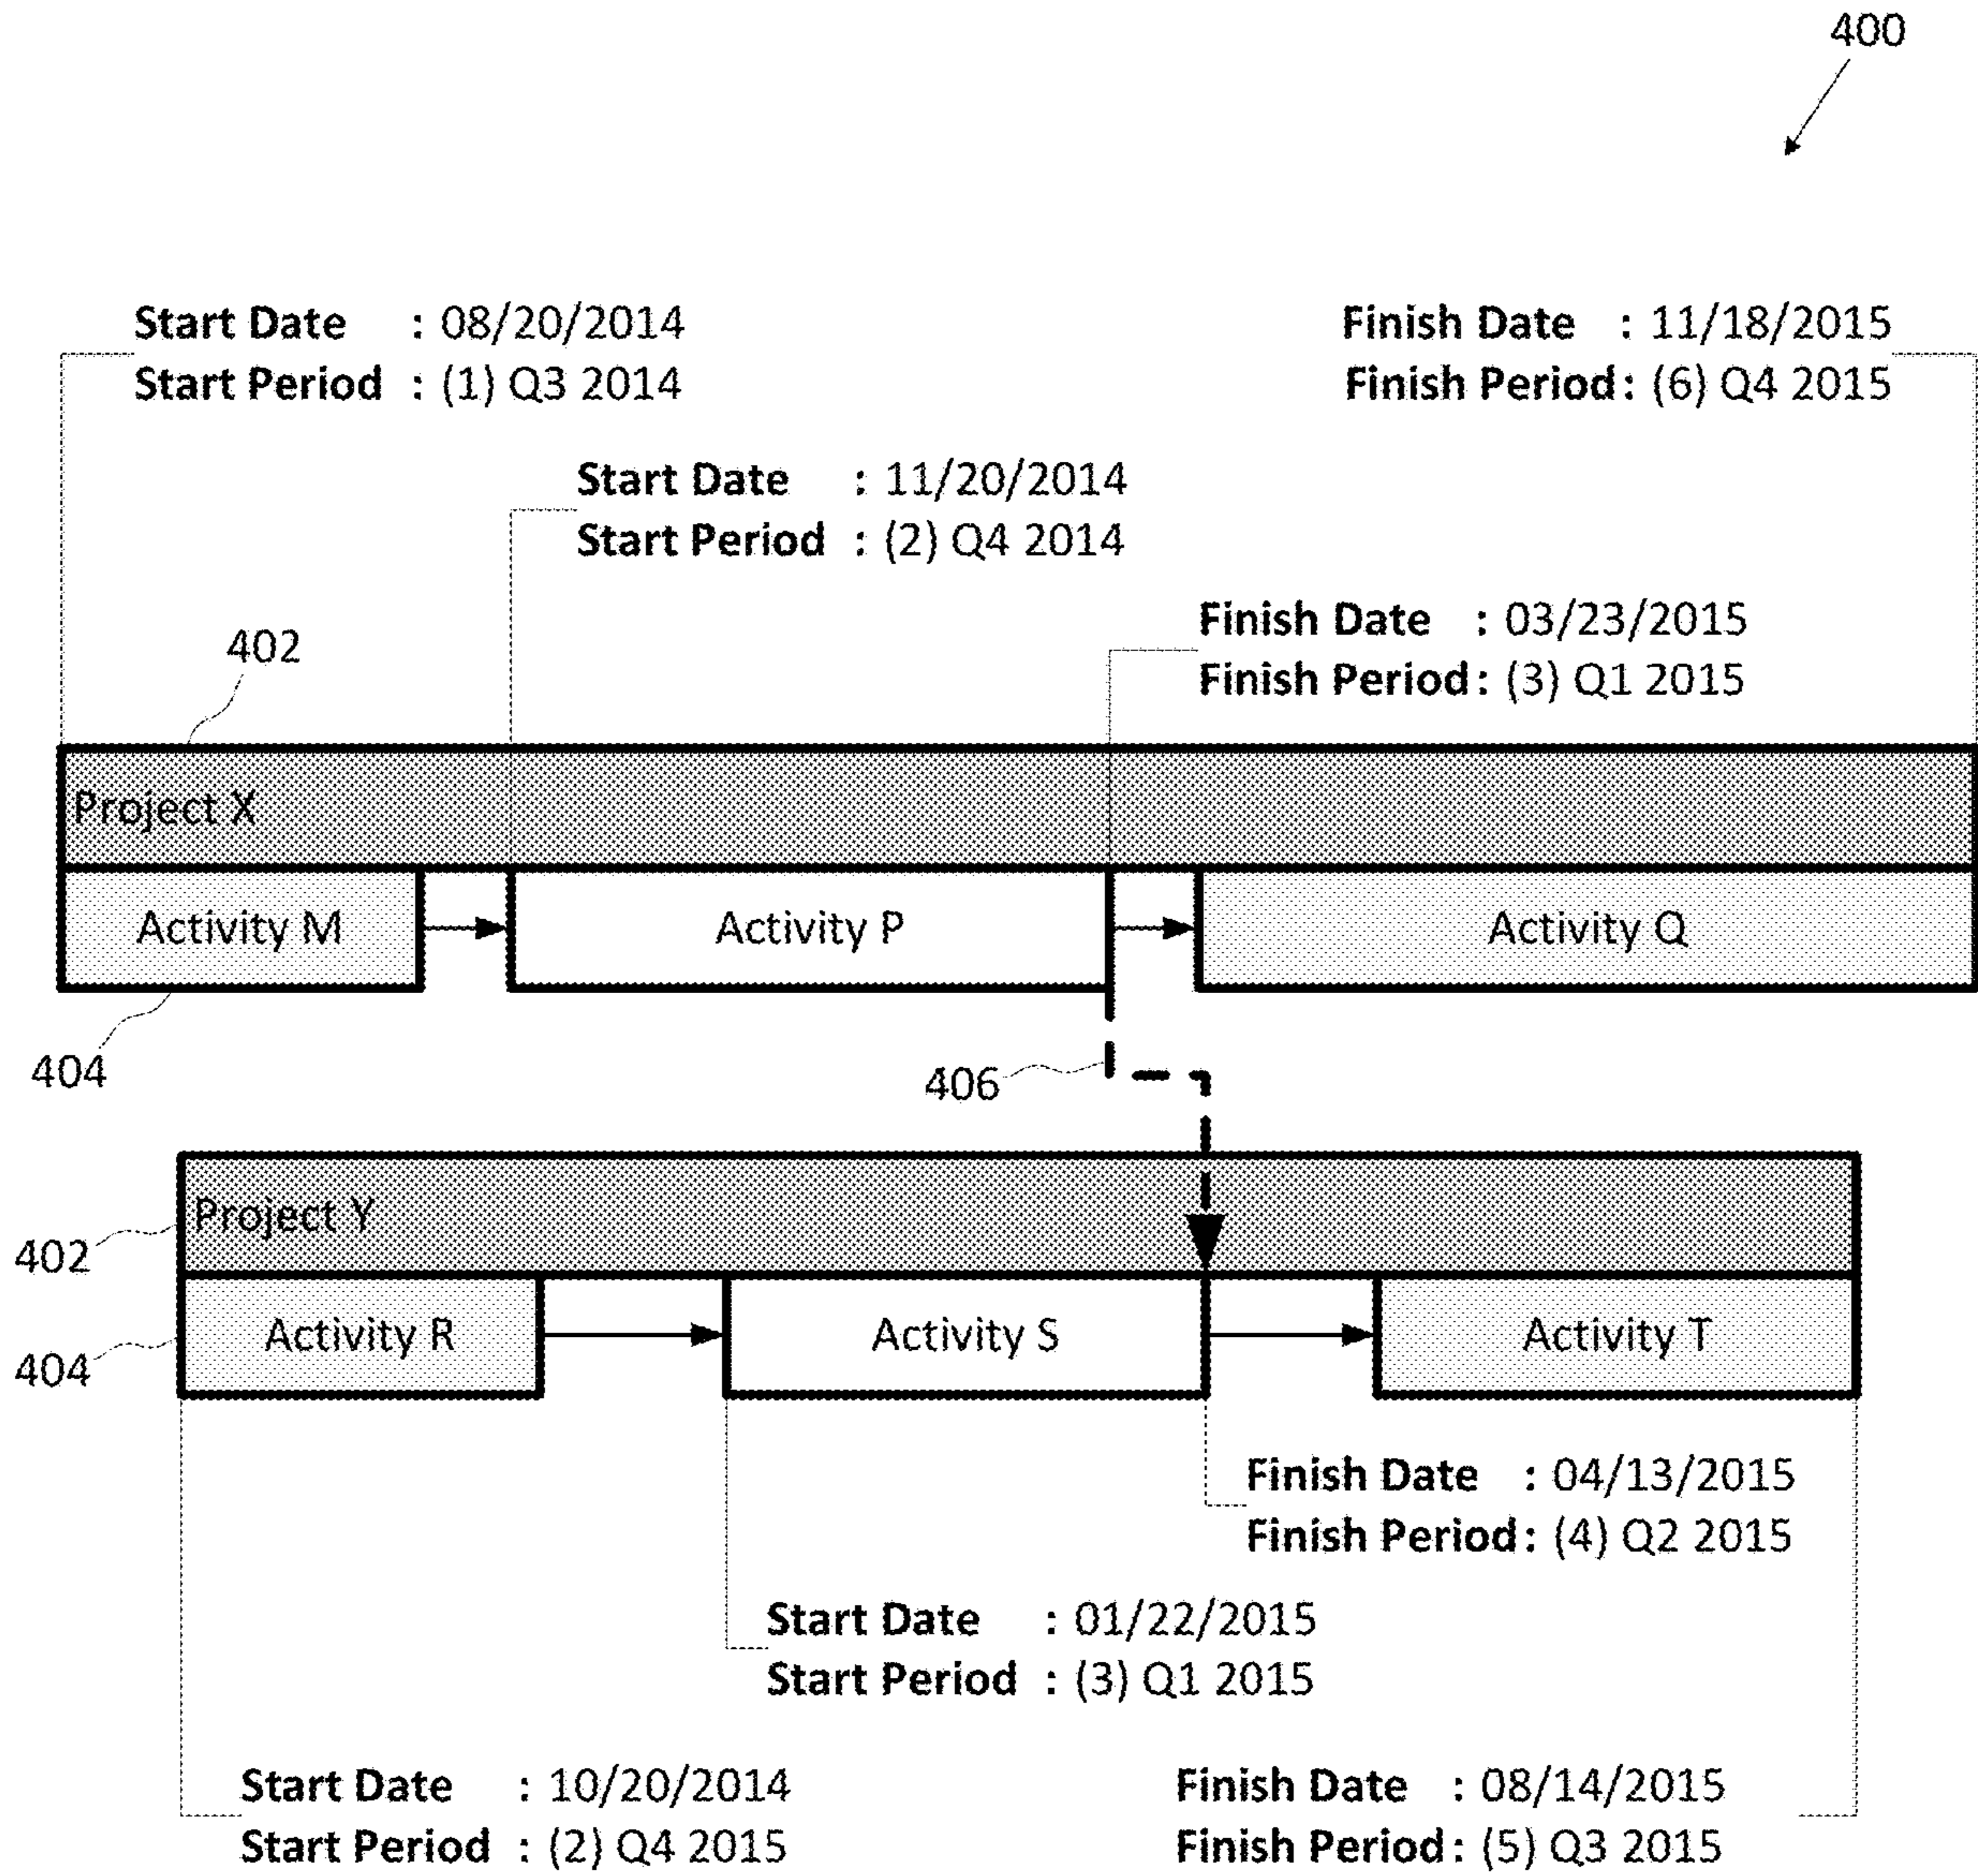 400
Start Date : 08/20/2014
Start Period : (1) Q3 2014
Finish Date : 11/18/2015
Finish Period : (6) Q4 2015
Start Date : 11/20/2014
Start Period : (2) Q4 2014
Finish Date : 03/23/2015
Finish Period : (3) Q1 2015
402
Project X
Activity M
Activity P
Activity Q
404
406
Project Y
402
Activity R
Activity S
Activity T
404
Finish Date : 04/13/2015
Finish Period : (4) Q2 2015
Start Date : 01/22/2015
Start Period : (3) Q1 2015
Start Date : 10/20/2014
Start Period : (2) Q4 2015
Finish Date : 08/14/2015
Finish Period : (5) Q3 2015